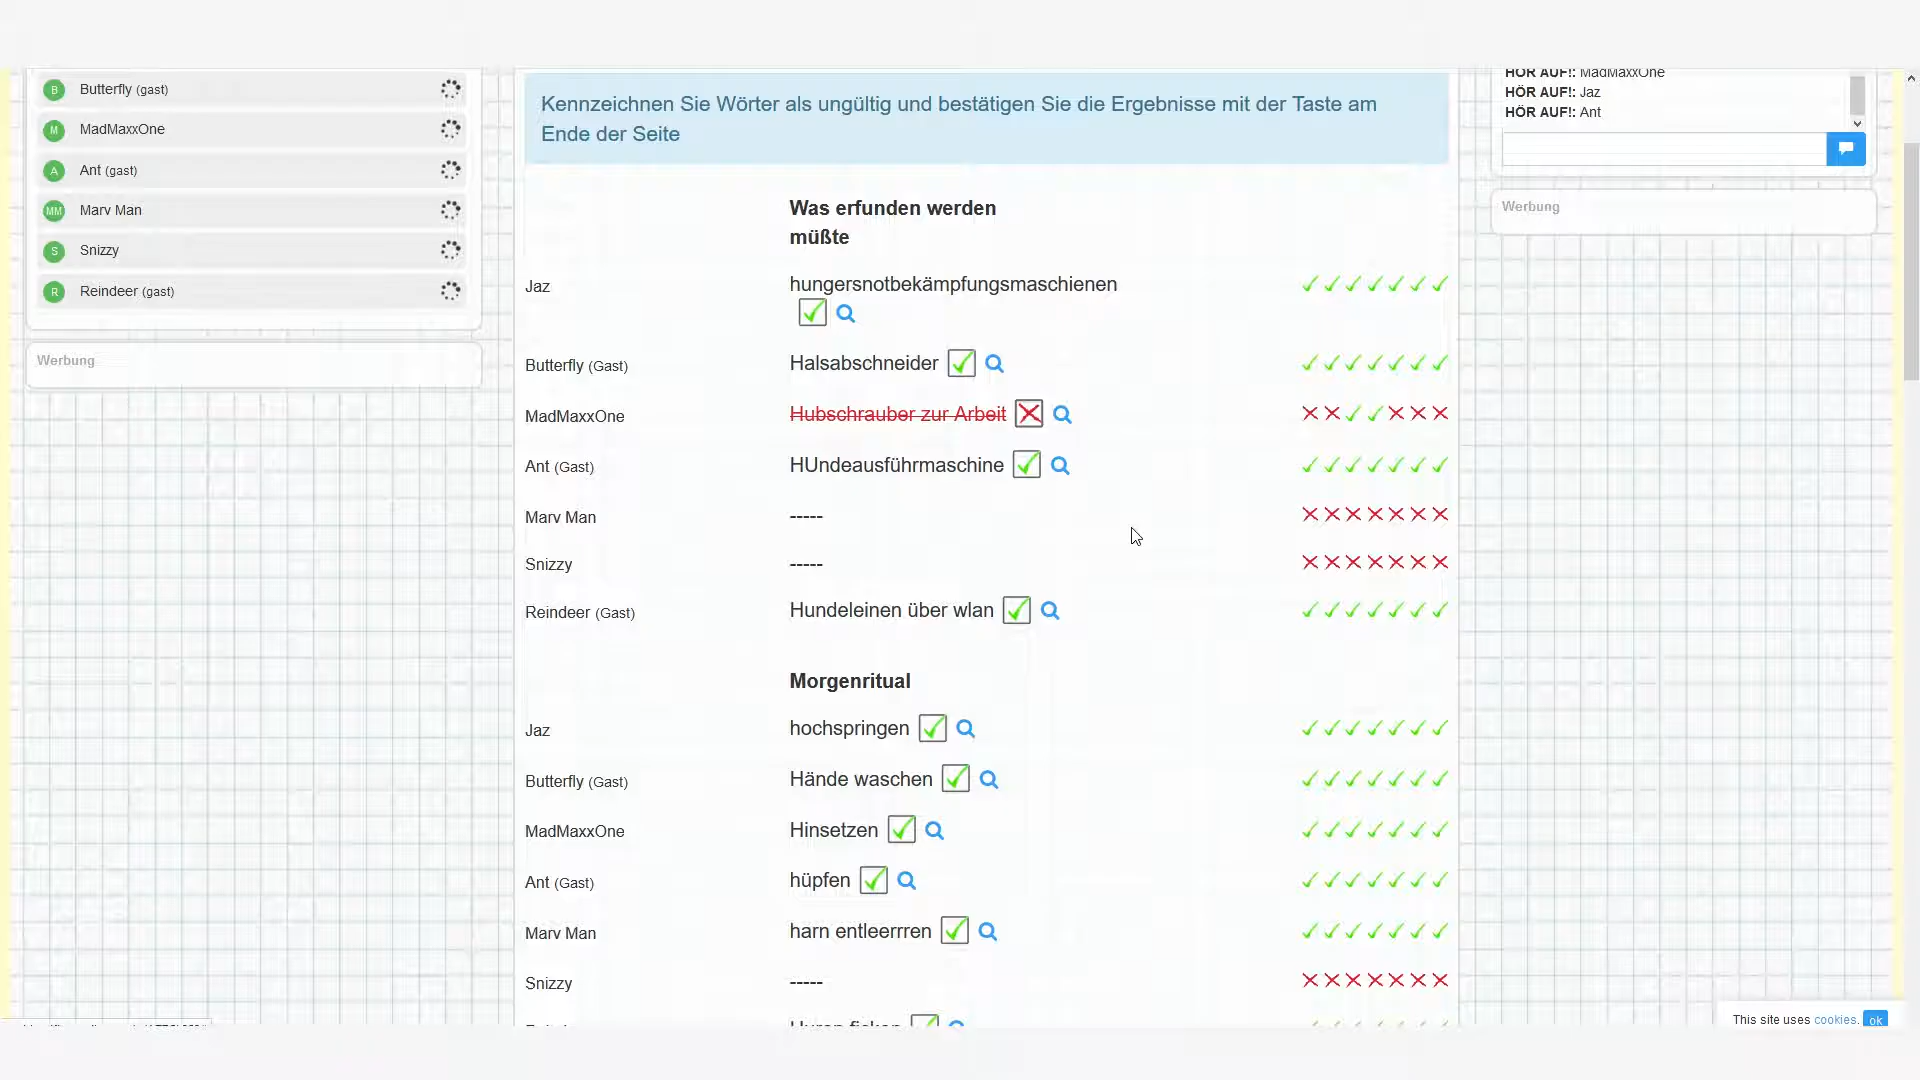 B Butterfly (gast)
M MadMaxxOne
A Ant (gast)
MM Marv Man
S Snizzy
R Reindeer (gast)
Werbung
Kennzeichnen Sie Wörter als ungültig und bestätigen Sie die Ergebnisse mit der Taste am
Ende der Seite
Was erfunden werden
müßte
Jaz hungersnotbekämpfungsmaschienen
Butterfly (Gast) Halsabschneider
MadMaxxOne Hubschrauber zur Arbeit
Ant (Gast) HUndeausführmaschine
Marv Man -----
Snizzy -----
Reindeer (Gast) Hundeleinen über wlan
Morgenritual
Jaz hochspringen
Butterfly (Gast) Hände waschen
MadMaxxOne Hinsetzen
Ant (Gast) hüpfen
Marv Man harn entleerrren
Snizzy -----
HÖR AUF!: MadMaxxOne
HÖR AUF!: Jaz
HÖR AUF!: Ant
Werbung
This site uses cookies. ok